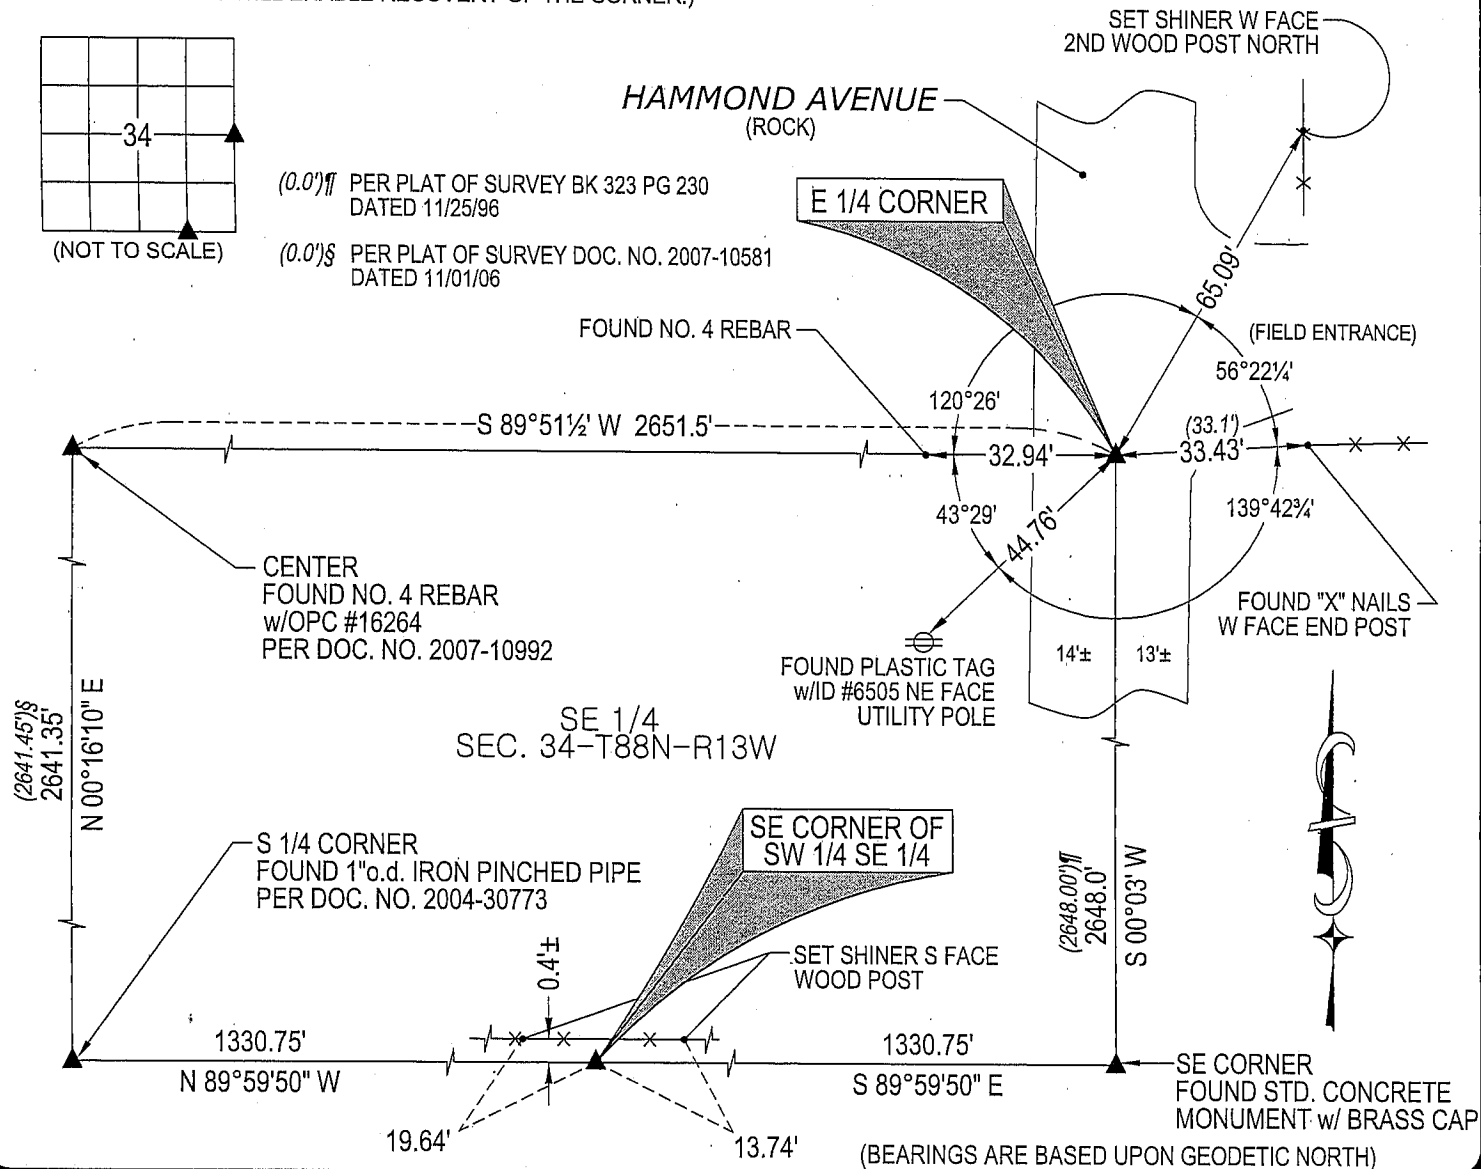 SET SHINER W FACE
2ND WOOD POST NORTH
HAMMOND AVENUE
(ROCK)
34
(NOT TO SCALE)
(0.0')¶ PER PLAT OF SURVEY BK 323 PG 230
DATED 11/25/96
(0.0')§ PER PLAT OF SURVEY DOC. NO. 2007-10581
DATED 11/01/06
E 1/4 CORNER
65.09'
FOUND NO. 4 REBAR
(FIELD ENTRANCE)
56°22¼'
120°26'
(33.1')
S 89°51½' W 2651.5'
32.94'
33.43'
43°29'
44.76'
139°42¾'
CENTER
FOUND NO. 4 REBAR
w/OPC #16264
PER DOC. NO. 2007-10992
FOUND "X" NAILS
W FACE END POST
14'±
13'±
FOUND PLASTIC TAG
w/ID #6505 NE FACE
UTILITY POLE
(2641.45')§
2641.35'
N 00°16'10" E
SE 1/4
SEC. 34-T88N-R13W
S 1/4 CORNER
FOUND 1"o.d. IRON PINCHED PIPE
PER DOC. NO. 2004-30773
SE CORNER OF
SW 1/4 SE 1/4
(2648.00')¶
2648.0'
S 00°03' W
0.4'±
SET SHINER S FACE
WOOD POST
1330.75'
N 89°59'50" W
1330.75'
S 89°59'50" E
SE CORNER
FOUND STD. CONCRETE
MONUMENT w/ BRASS CAP
19.64'
13.74'
(BEARINGS ARE BASED UPON GEODETIC NORTH)